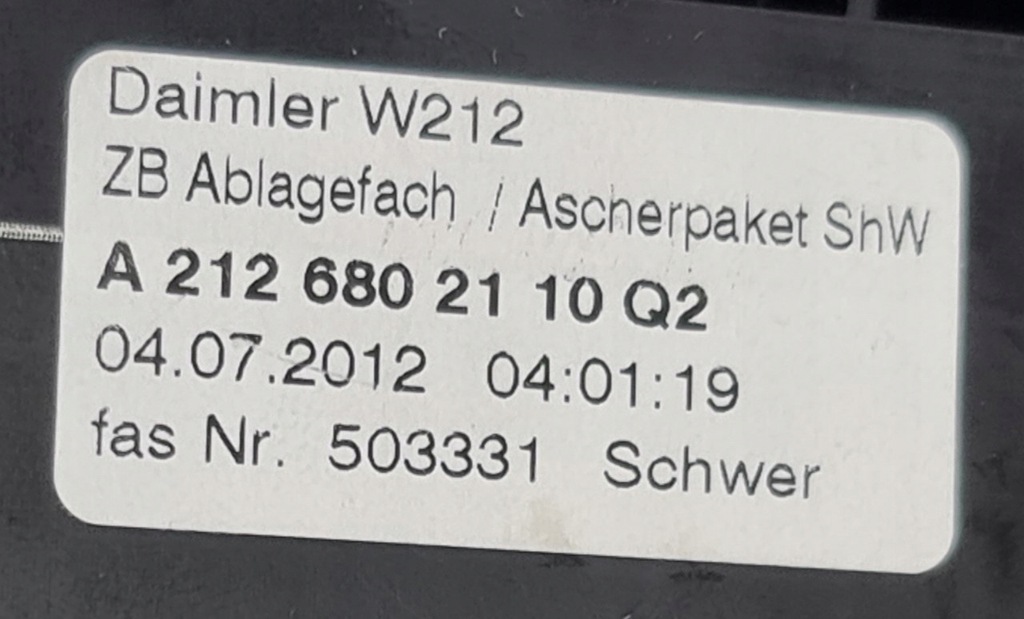 Daimler W212
ZB Ablagefach / Ascherpaket ShW
A 212 680 21 10 Q2
04.07.2012 04:01:19
fas Nr. 503331 Schwer